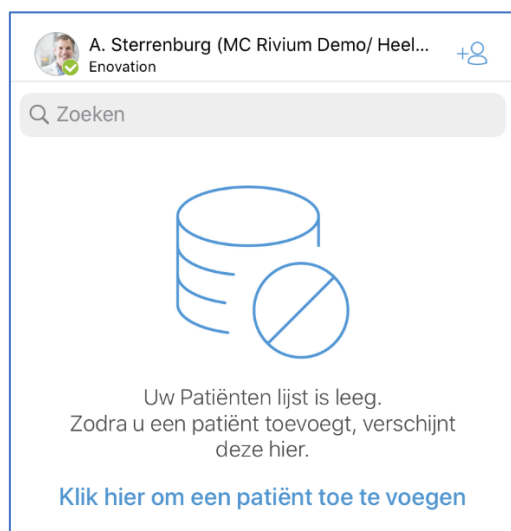 A. Sterrenburg (MC Rivium Demo/ Heel...
Enovation
Zoeken
Uw Patiënten lijst is leeg.
Zodra u een patiënt toevoegt, verschijnt
deze hier.
Klik hier om een patiënt toe te voegen